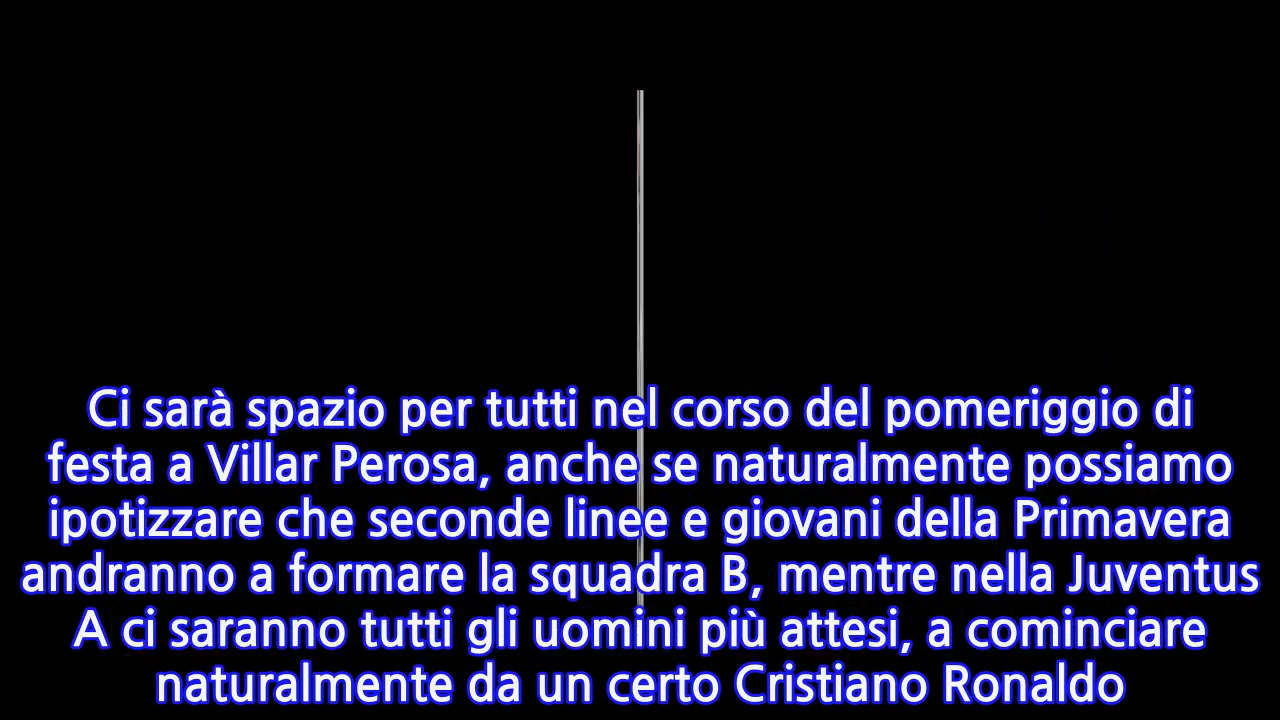 Ci sarà spazio per tutti nel corso del pomeriggio di
festa a Villar Perosa, anche se naturalmente possiamo
ipotizzare che seconde linee e giovani della Primavera
andranno a formare la squadra B, mentre nella Juventus
A ci saranno tutti gli uomini più attesi, a cominciare
naturalmente da un certo Cristiano Ronaldo